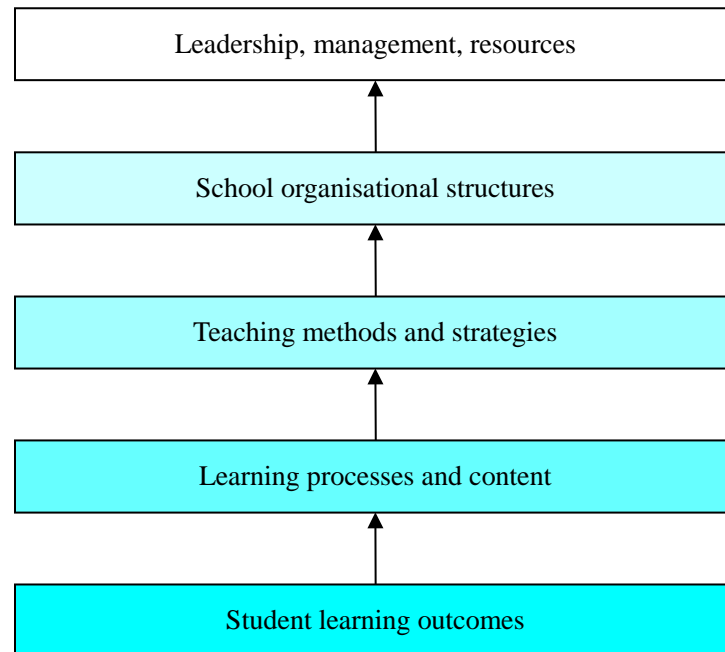 Leadership, management, resources
School organisational structures
Teaching methods and strategies
Learning processes and content
Student learning outcomes